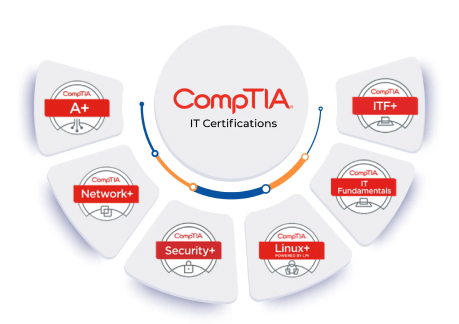 CompTIA.
IT Certifications
CompTIA
A+
CompTIA
Network+
CompTIA
Security+
CompTIA
Linux+
POWERED BY LPI
CompTIA
IT
Fundamentals
CompTIA
ITF+